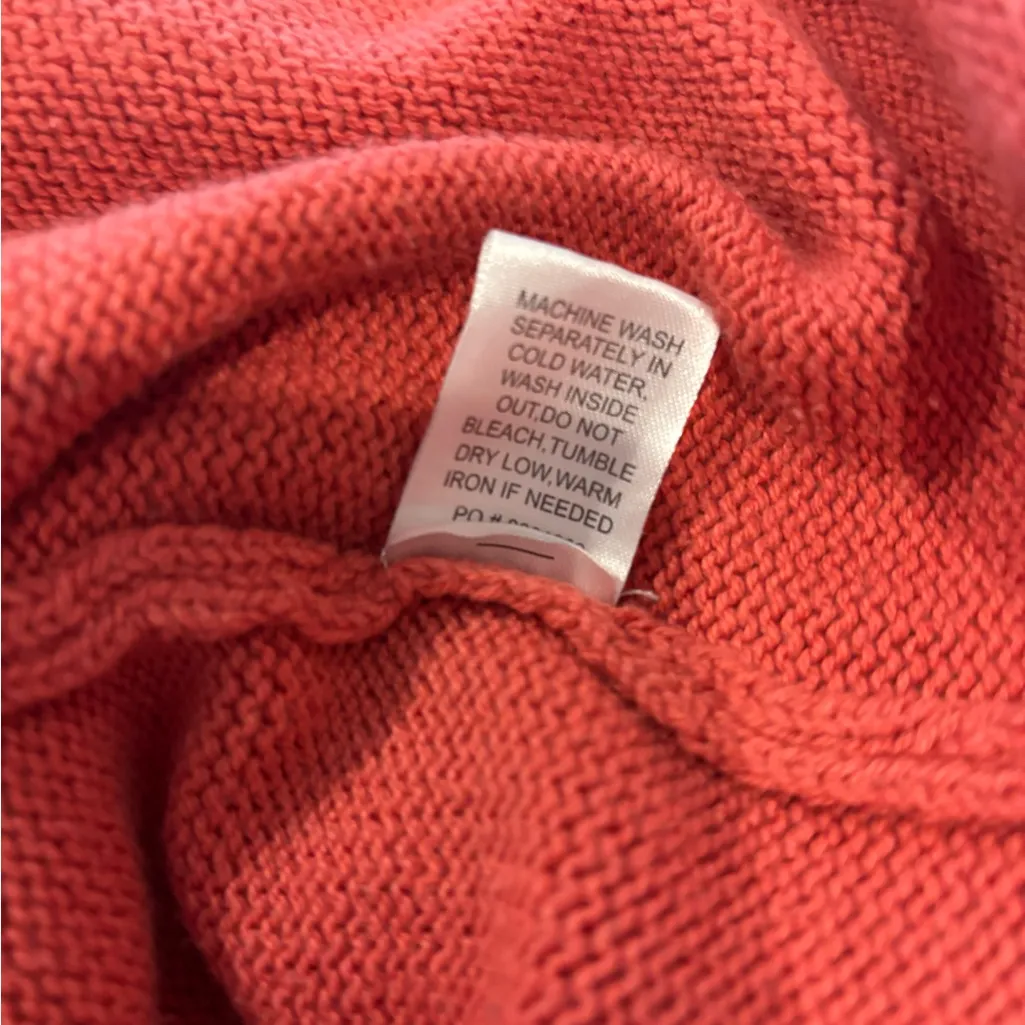 MACHINE WASH
SEPARATELY IN
COLD WATER,
WASH INSIDE
OUT,DO NOT
BLEACH,TUMBLE
DRY LOW,WARM
IRON IF NEEDED
PO #